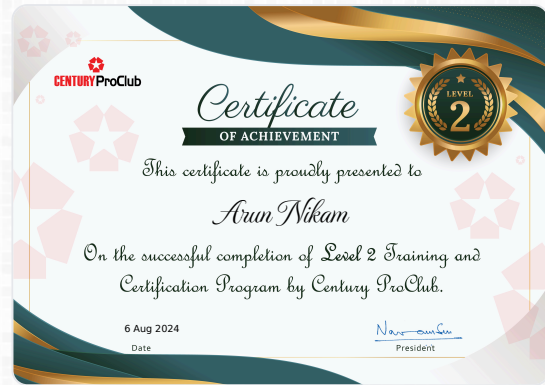 CENTURY ProClub
Certificate
OF ACHIEVEMENT
LEVEL
2
This certificate is proudly presented to
Arun Nikam
On the successful completion of Level 2 Training and
Certification Program by Century ProClub.
6 Aug 2024
Date
President